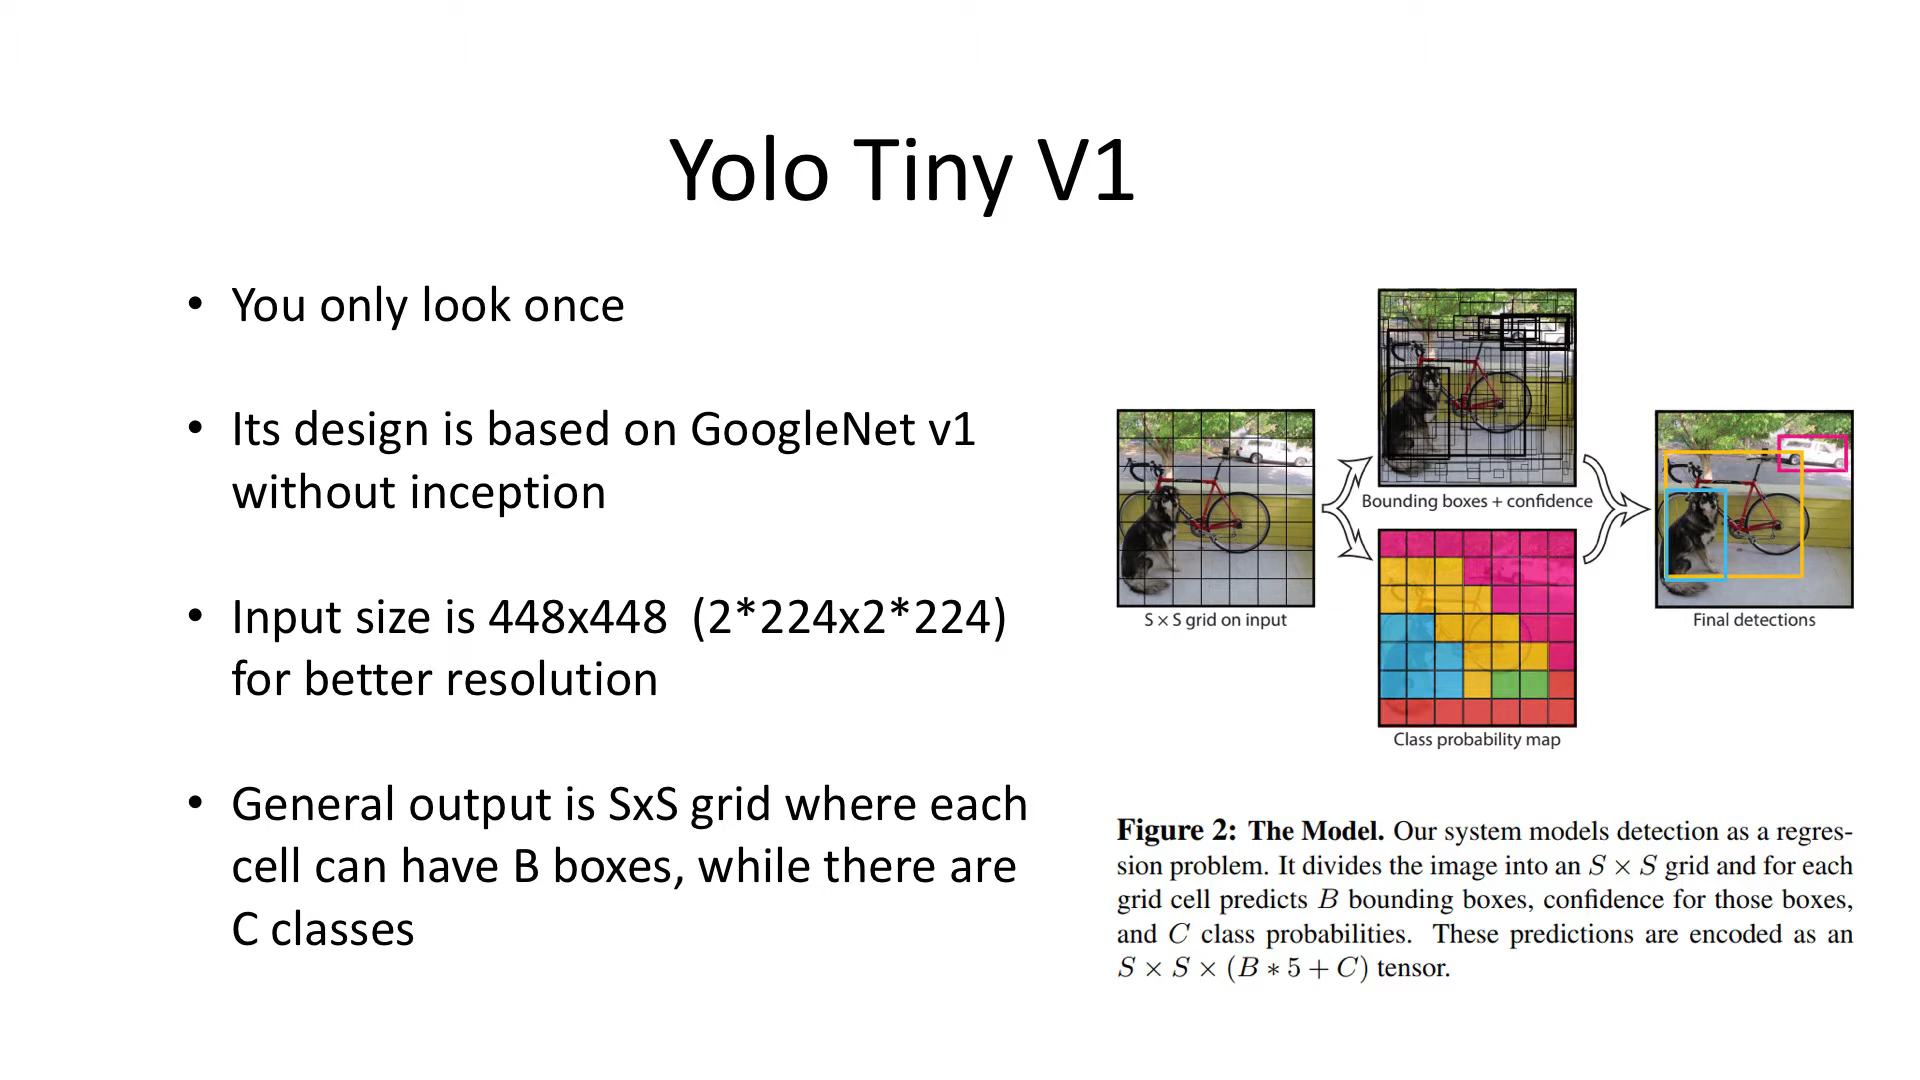 Yolo Tiny V1
• You only look once
• Its design is based on GoogleNet v1
without inception
• Input size is 448x448  (2*224x2*224)
for better resolution
• General output is SxS grid where each
cell can have B boxes, while there are
C classes
S × S grid on input
Bounding boxes + confidence
Class probability map
Final detections
Figure 2: The Model. Our system models detection as a regres-
sion problem. It divides the image into an S × S grid and for each
grid cell predicts B bounding boxes, confidence for those boxes,
and C class probabilities. These predictions are encoded as an
S × S × (B ∗ 5 + C) tensor.